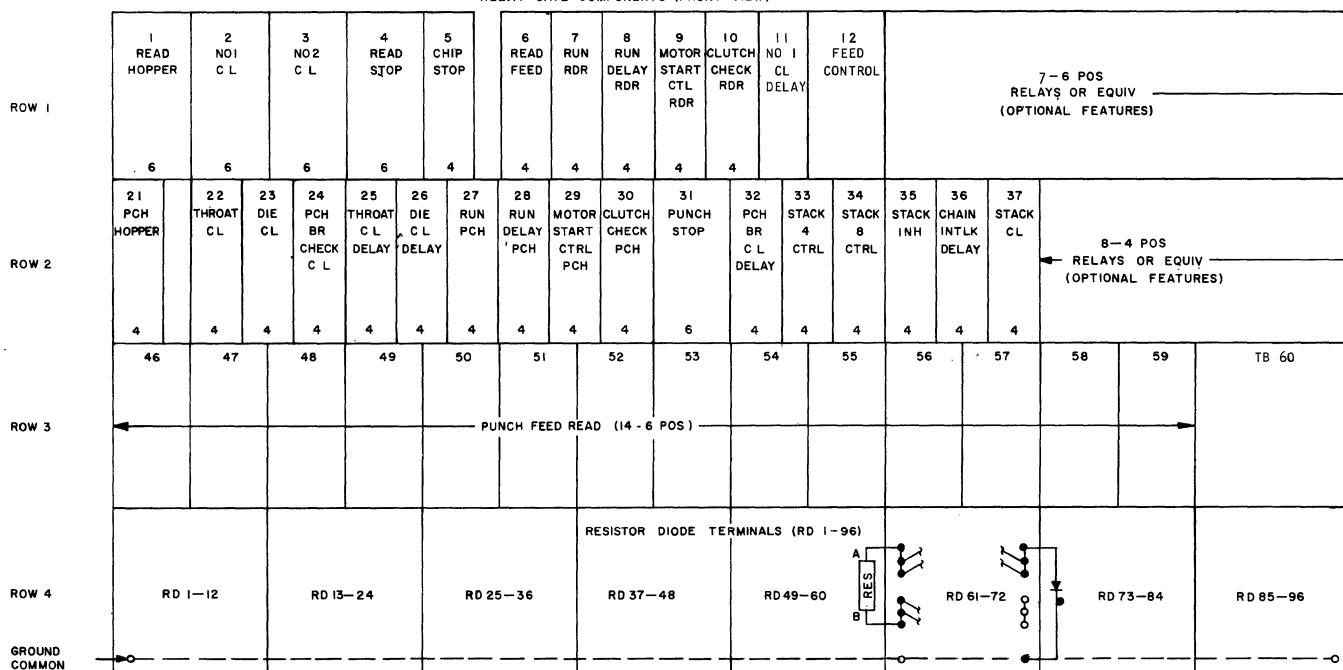 RELAY GATE COMPONENTS (FRONT VIEW)
ROW 1
1 READ HOPPER 6
2 NO1 C L 6
3 NO2 C L 6
4 READ STOP 6
5 CHIP STOP 4
6 READ FEED 4
7 RUN RDR 4
8 RUN DELAY RDR 4
9 MOTOR START CTL RDR 4
10 CLUTCH CHECK RDR 4
11 NO 1 CL DELAY
12 FEED CONTROL
7-6 POS
RELAYS OR EQUIV
(OPTIONAL FEATURES)
ROW 2
21 PCH HOPPER 4
22 THROAT CL 4
23 DIE CL 4
24 PCH BR CHECK C L 4
25 THROAT C L DELAY 4
26 DIE C L DELAY 4
27 RUN PCH 4
28 RUN DELAY PCH 4
29 MOTOR START CTRL PCH 4
30 CLUTCH CHECK PCH 4
31 PUNCH STOP 6
32 PCH BR C L DELAY 4
33 STACK 4 CTRL 4
34 STACK 8 CTRL 4
35 STACK INH 4
36 CHAIN INTLK DELAY 4
37 STACK CL 4
8-4 POS
RELAYS OR EQUIV
(OPTIONAL FEATURES)
ROW 3
46 47 48 49 50 51 52 53 54 55 56 57 58 59 TB 60
PUNCH FEED READ (14-6 POS)
RESISTOR DIODE TERMINALS (RD 1-96)
A
RES
B
ROW 4
RD 1-12 RD 13-24 RD 25-36 RD 37-48 RD 49-60 RD 61-72 RD 73-84 RD 85-96
GROUND
COMMON